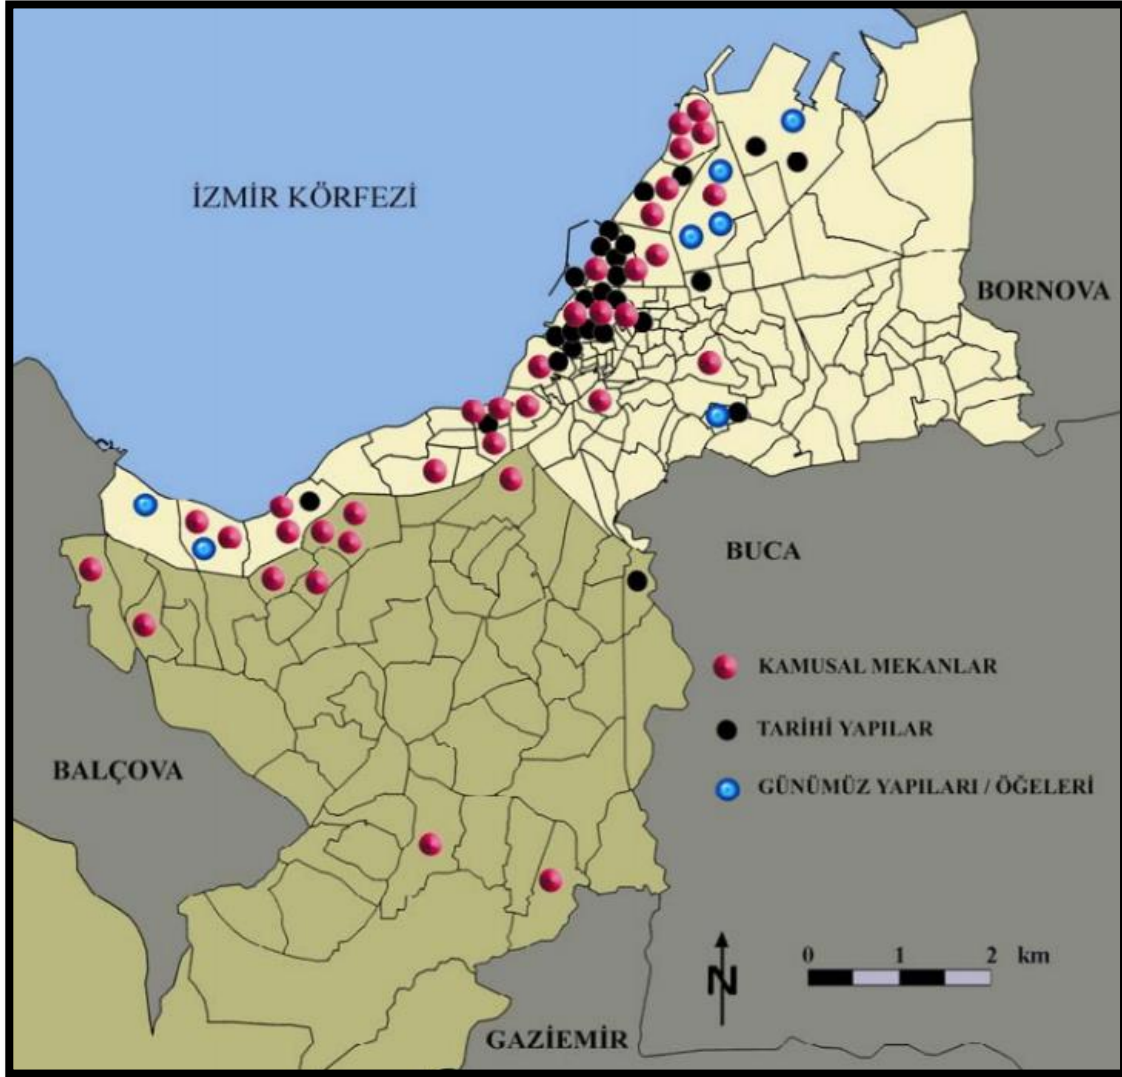 İZMİR KÖRFEZİ
BORNOVA
BUCA
KAMUSAL MEKANLAR
TARİHİ YAPILAR
BALÇOVA
GÜNÜMÜZ YAPILARI / ÖĞELERİ
0 1 2 km
N
GAZİEMİR